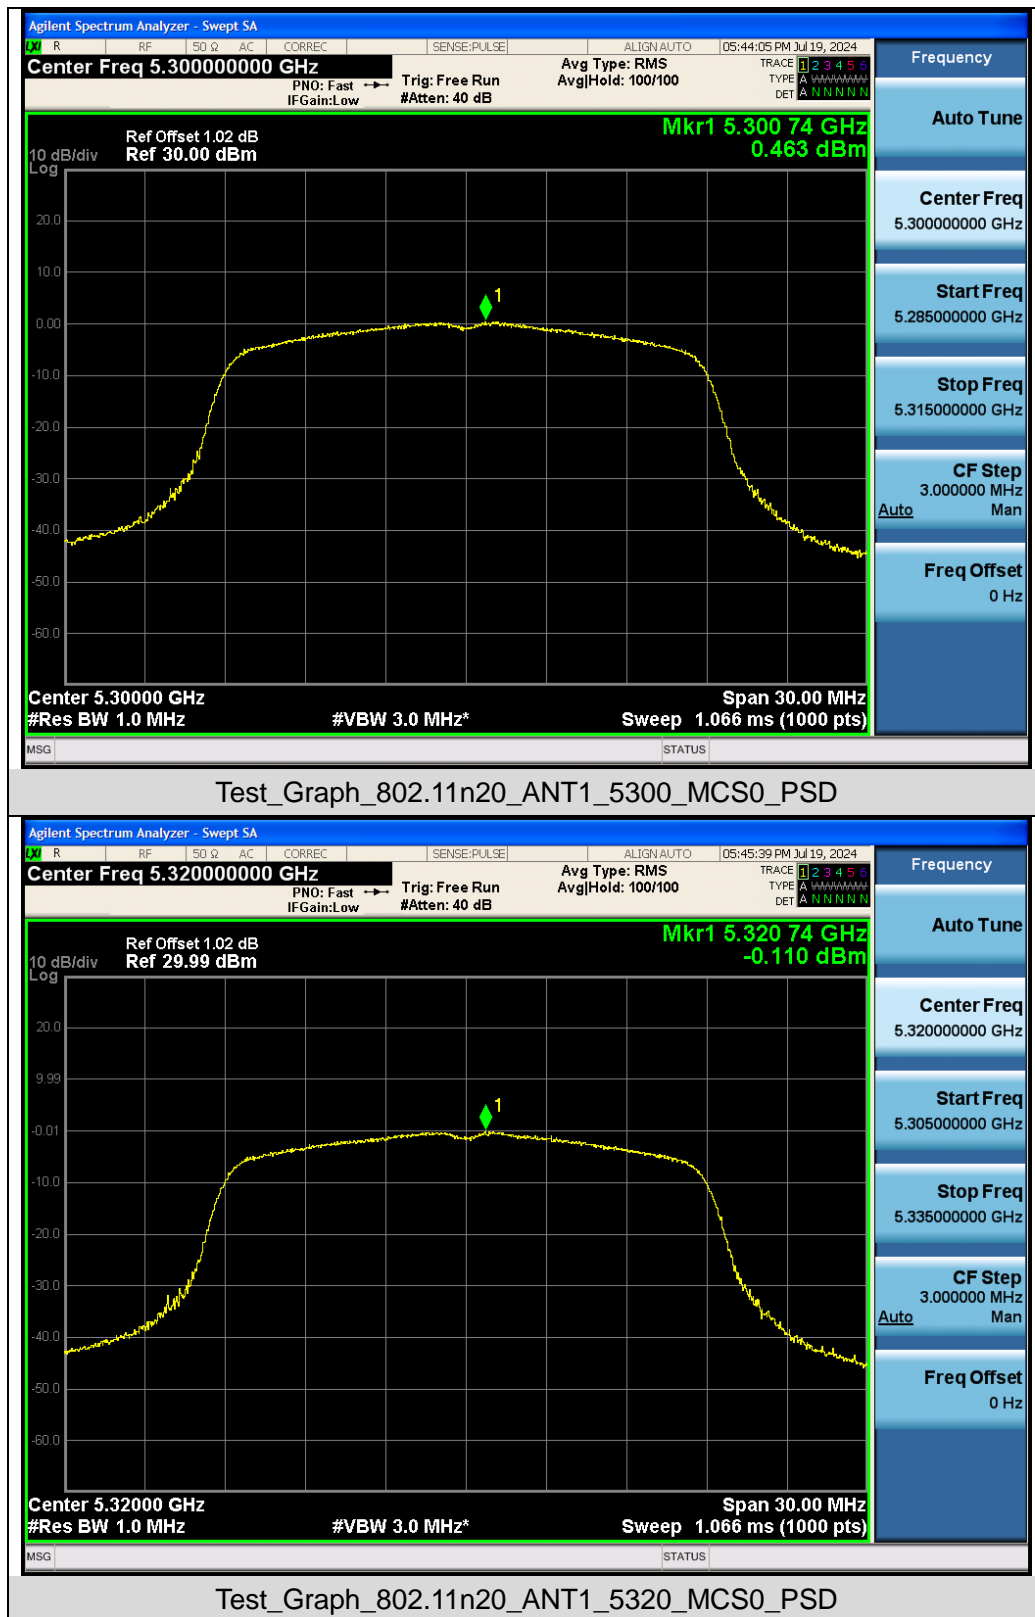 Agilent Spectrum Analyzer - Swept SA
LXI R RF 50 Ω AC CORREC SENSE:PULSE ALIGN AUTO 05:44:05 PM Jul 19, 2024
Center Freq 5.300000000 GHz
PNO: Fast
IFGain:Low
Trig: Free Run
#Atten: 40 dB
Avg Type: RMS
Avg|Hold: 100/100
TRACE 1 2 3 4 5 6
TYPE A WWWWW
DET A N N N N N
Mkr1 5.300 74 GHz
0.463 dBm
Ref Offset 1.02 dB
10 dB/div Ref 30.00 dBm
Log
20.0
10.0
1
0.00
-10.0
-20.0
-30.0
-40.0
-50.0
-60.0
Center 5.30000 GHz Span 30.00 MHz
#Res BW 1.0 MHz #VBW 3.0 MHz* Sweep 1.066 ms (1000 pts)
MSG STATUS
Frequency
Auto Tune
Center Freq
5.300000000 GHz
Start Freq
5.285000000 GHz
Stop Freq
5.315000000 GHz
CF Step
3.000000 MHz
Auto Man
Freq Offset
0 Hz
Test_Graph_802.11n20_ANT1_5300_MCS0_PSD
Agilent Spectrum Analyzer - Swept SA
LXI R RF 50 Ω AC CORREC SENSE:PULSE ALIGN AUTO 05:45:39 PM Jul 19, 2024
Center Freq 5.320000000 GHz
PNO: Fast
IFGain:Low
Trig: Free Run
#Atten: 40 dB
Avg Type: RMS
Avg|Hold: 100/100
TRACE 1 2 3 4 5 6
TYPE A WWWWW
DET A N N N N N
Mkr1 5.320 74 GHz
-0.110 dBm
Ref Offset 1.02 dB
10 dB/div Ref 29.99 dBm
Log
20.0
9.99
1
-0.01
-10.0
-20.0
-30.0
-40.0
-50.0
-60.0
Center 5.32000 GHz Span 30.00 MHz
#Res BW 1.0 MHz #VBW 3.0 MHz* Sweep 1.066 ms (1000 pts)
MSG STATUS
Frequency
Auto Tune
Center Freq
5.320000000 GHz
Start Freq
5.305000000 GHz
Stop Freq
5.335000000 GHz
CF Step
3.000000 MHz
Auto Man
Freq Offset
0 Hz
Test_Graph_802.11n20_ANT1_5320_MCS0_PSD